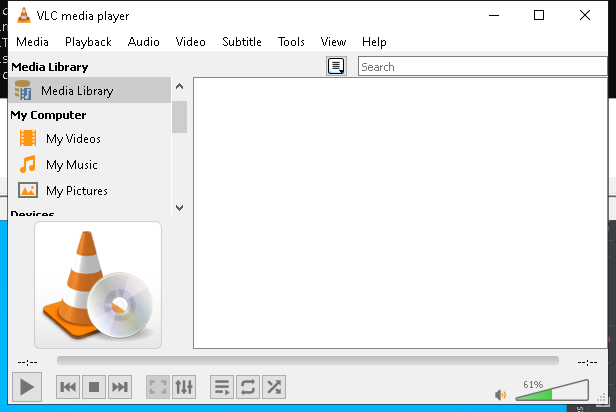 VLC media player
Media Playback Audio Video Subtitle Tools View Help
Media Library
Search
Media Library
My Computer
My Videos
My Music
My Pictures
Devices
--:-- --:--
61%